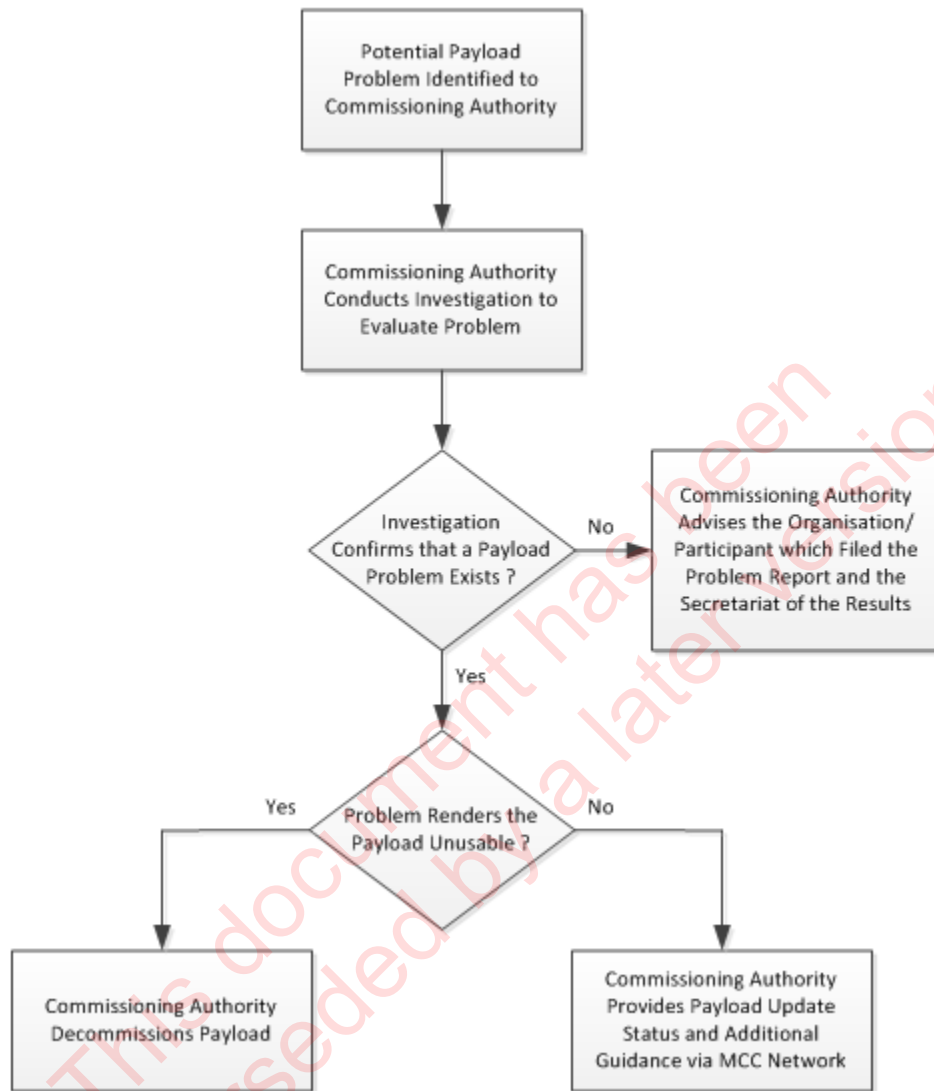 Potential Payload
Problem Identified to
Commissioning Authority
Commissioning Authority
Conducts Investigation to
Evaluate Problem
Investigation
Confirms that a Payload
Problem Exists ?
No
Commissioning Authority
Advises the Organisation/
Participant which Filed the
Problem Report and the
Secretariat of the Results
Yes
Problem Renders the
Payload Unusable ?
Yes
No
Commissioning Authority
Decommissions Payload
Commissioning Authority
Provides Payload Update
Status and Additional
Guidance via MCC Network
This document has been
by a later version